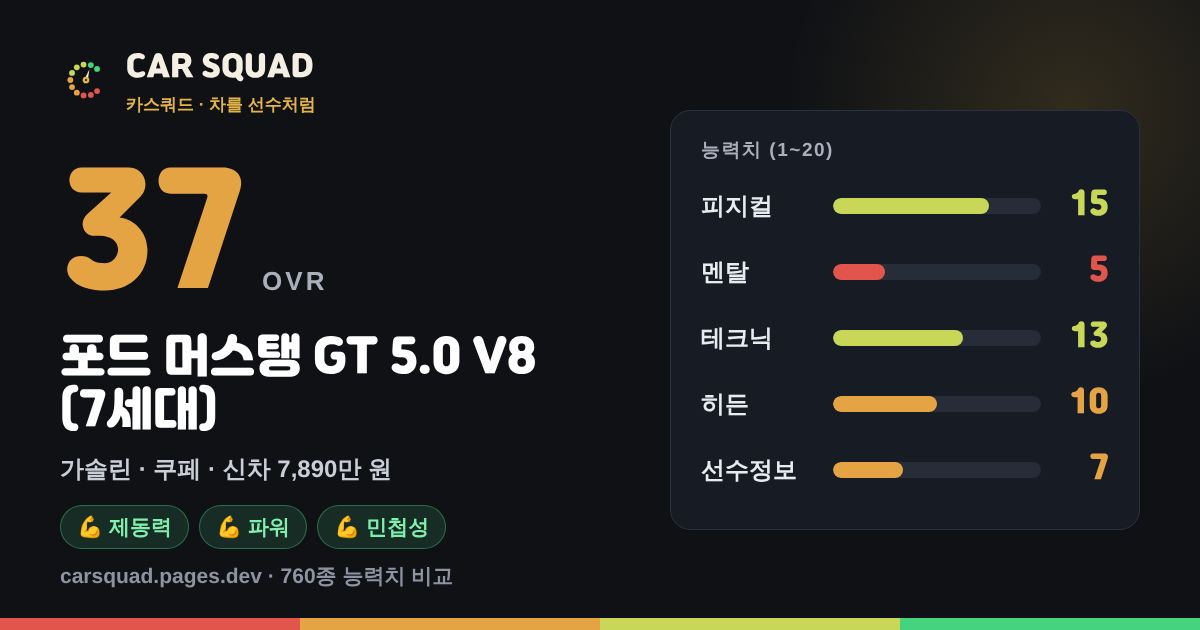 CAR SQUAD
카스쿼드 · 차를 선수처럼
37 OVR
포드 머스탱 GT 5.0 V8
(7세대)
가솔린 · 쿠페 · 신차 7,890만 원
💪 제동력 💪 파워 💪 민첩성
carsquad.pages.dev · 760종 능력치 비교
능력치 (1~20)
피지컬 15
멘탈 5
테크닉 13
히든 10
선수정보 7